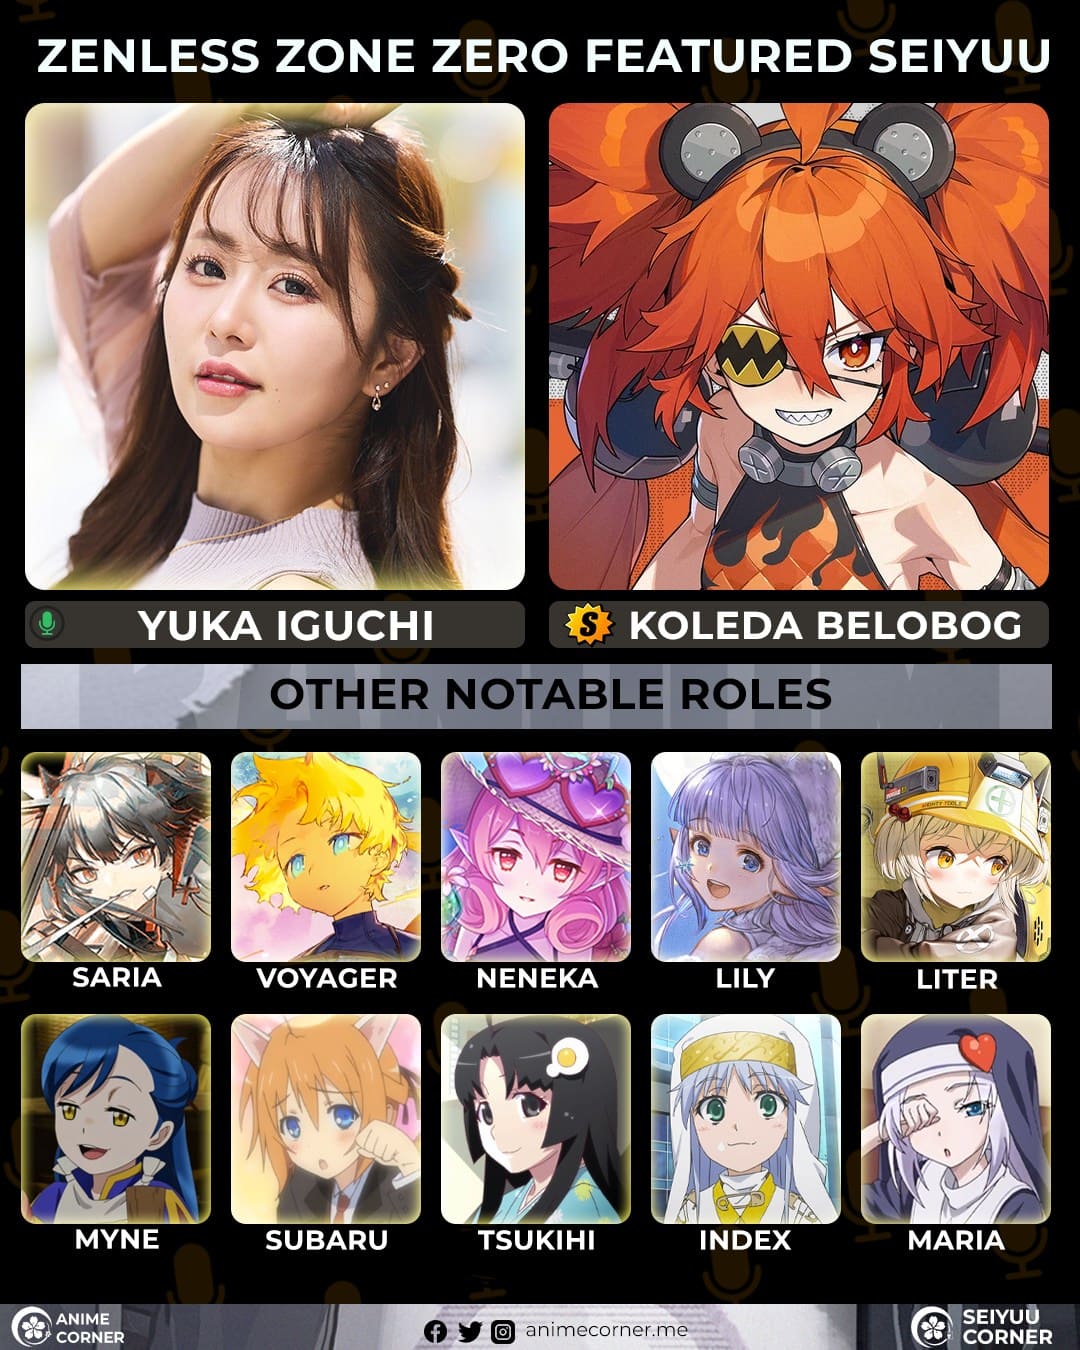 ZENLESS ZONE ZERO FEATURED SEIYUU
YUKA IGUCHI
S KOLEDA BELOBOG
OTHER NOTABLE ROLES
SARIA
VOYAGER
NENEKA
LILY
LITER
MYNE
SUBARU
TSUKIHI
INDEX
MARIA
ANIME
CORNER
animecorner.me
SEIYUU
CORNER